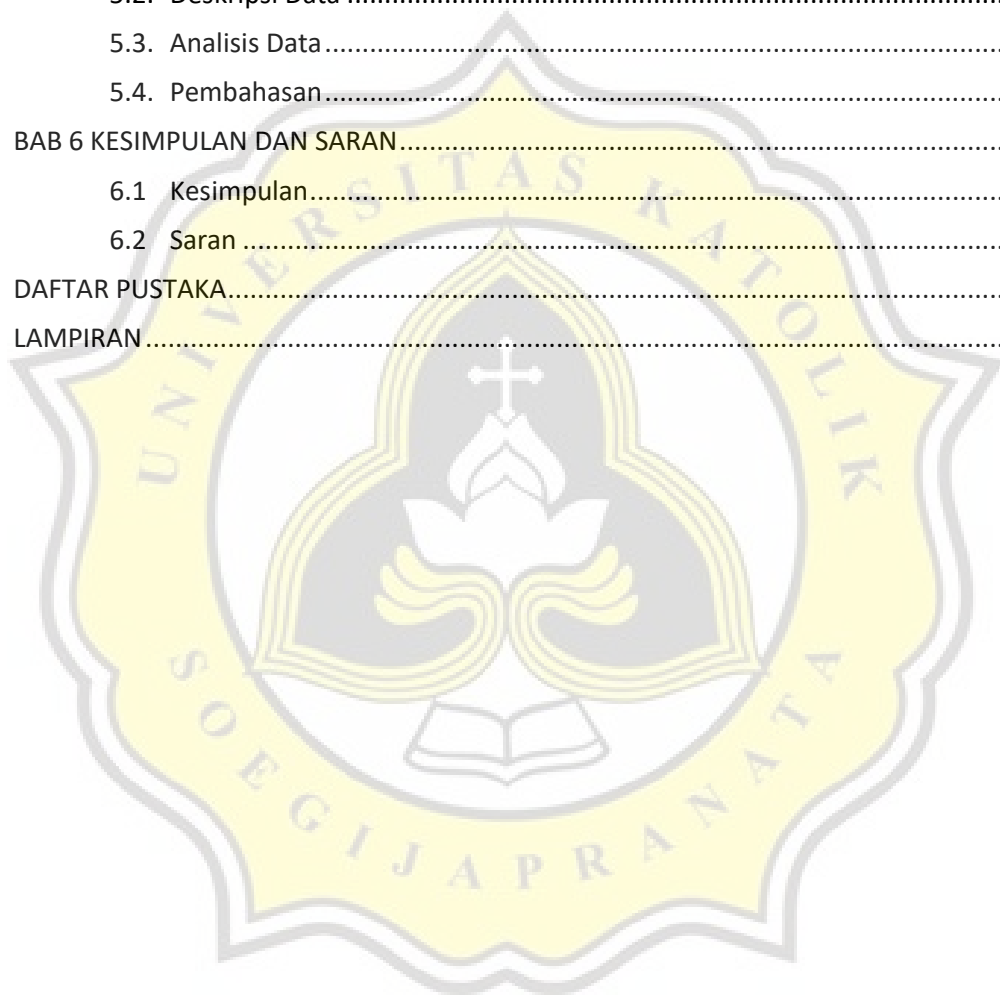 5.2. Deskripsi Data ........................................................................
5.3. Analisis Data ........................................................................
5.4. Pembahasan ........................................................................
BAB 6 KESIMPULAN DAN SARAN ........................................................................
6.1 Kesimpulan ........................................................................
6.2 Saran ........................................................................
DAFTAR PUSTAKA ........................................................................
LAMPIRAN ........................................................................
UNIVERSITAS KATOLIK
SOEGIJAPRANATA